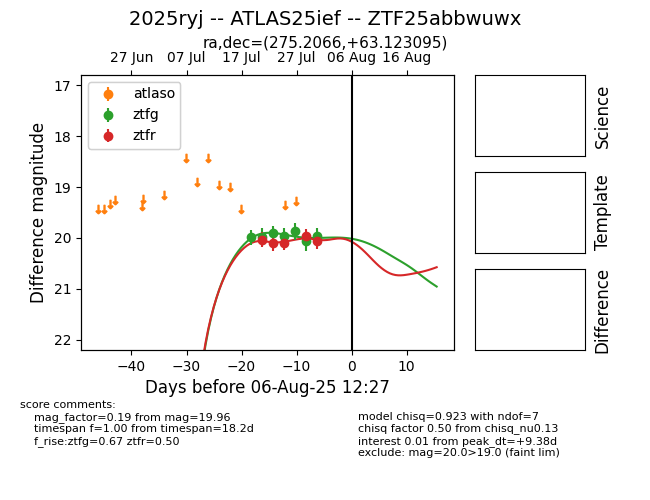 2025ryj -- ATLAS25ief -- ZTF25abbwuwx
ra,dec=(275.2066,+63.123095)
27 Jun 07 Jul 17 Jul 27 Jul 06 Aug 16 Aug
atlaso
ztfg
ztfr
Difference magnitude
17
18
19
20
21
22
−40 −30 −20 −10 0 10
Days before 06-Aug-25 12:27
Science
Template
Difference
score comments:
mag_factor=0.19 from mag=19.96
timespan f=1.00 from timespan=18.2d
f_rise:ztfg=0.67 ztfr=0.50
model chisq=0.923 with ndof=7
chisq factor 0.50 from chisq_nu0.13
interest 0.01 from peak_dt=+9.38d
exclude: mag=20.0>19.0 (faint lim)